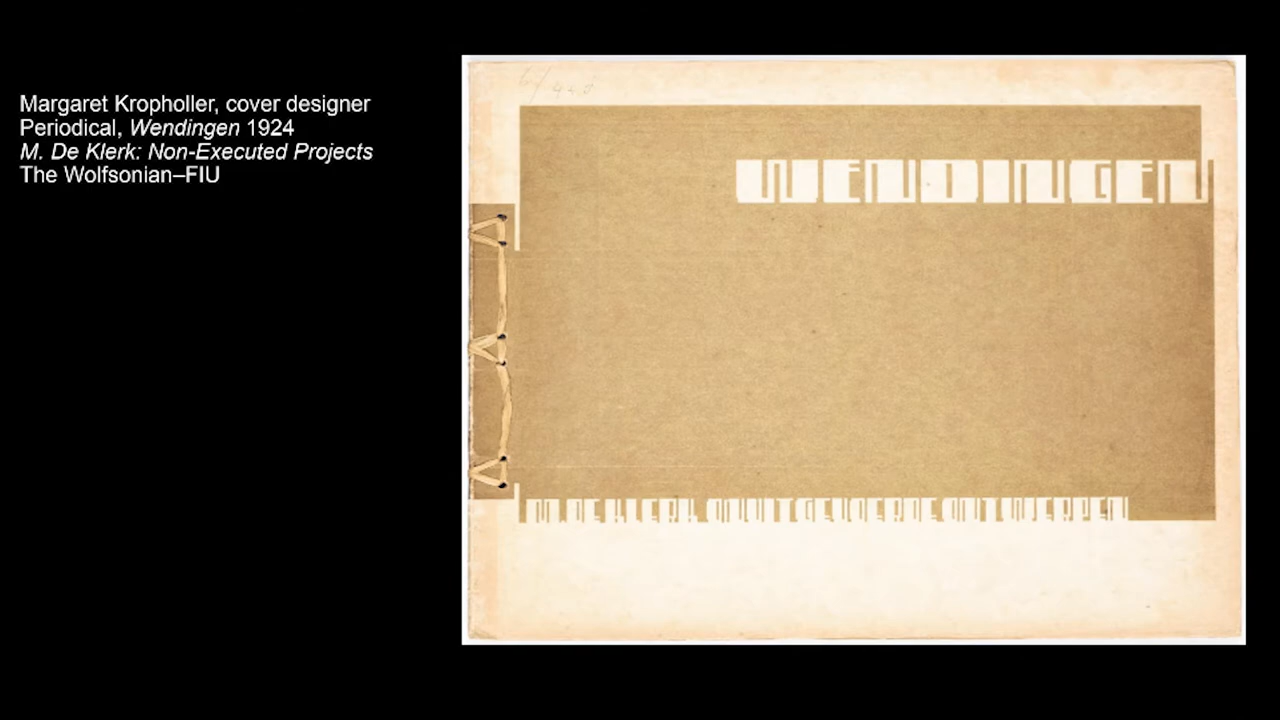 Margaret Kropholler, cover designer
Periodical, Wendingen 1924
M. De Klerk: Non-Executed Projects
The Wolfsonian–FIU
WENDINGEN
M. DE KLERK ONUITGEVOERDE ONTWERPEN